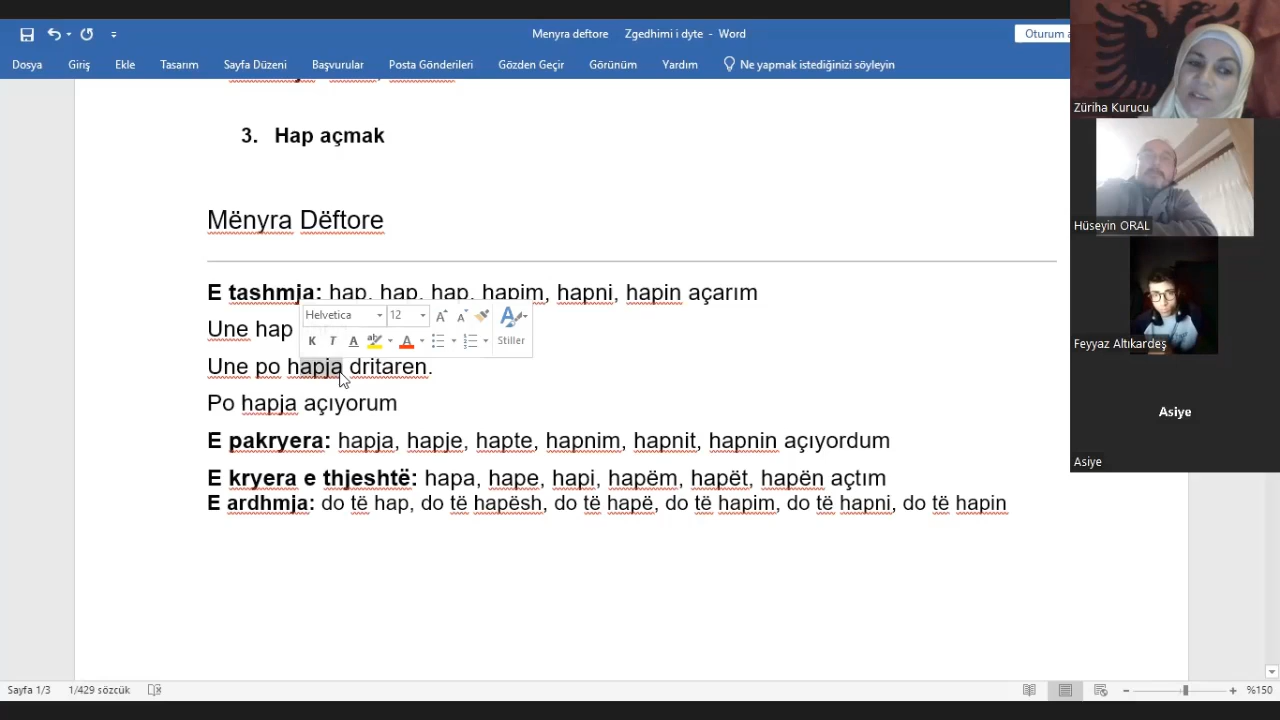 Menyra deftore Zgedhimi i dyte - Word
Oturum a
Dosya Giriş Ekle Tasarım Sayfa Düzeni Başvurular Posta Gönderileri Gözden Geçir Görünüm Yardım Ne yapmak istediğinizi söyleyin
3. Hap açmak
Mënyra Dëftore
E tashmja: hap, hap, hap, hapim, hapni, hapin açarım
Une hap
Helvetica 12
Stiller
Une po hapja dritaren.
Po hapja açıyorum
E pakryera: hapja, hapje, hapte, hapnim, hapnit, hapnin açıyordum
E kryera e thjeshtë: hapa, hape, hapi, hapëm, hapët, hapën açtım
E ardhmja: do të hap, do të hapësh, do të hapë, do të hapim, do të hapni, do të hapin
Sayfa 1/3 1/429 sözcük
%150
Züriha Kurucu
Hüseyin ORAL
Feyyaz Altıkardeş
Asiye
Asiye